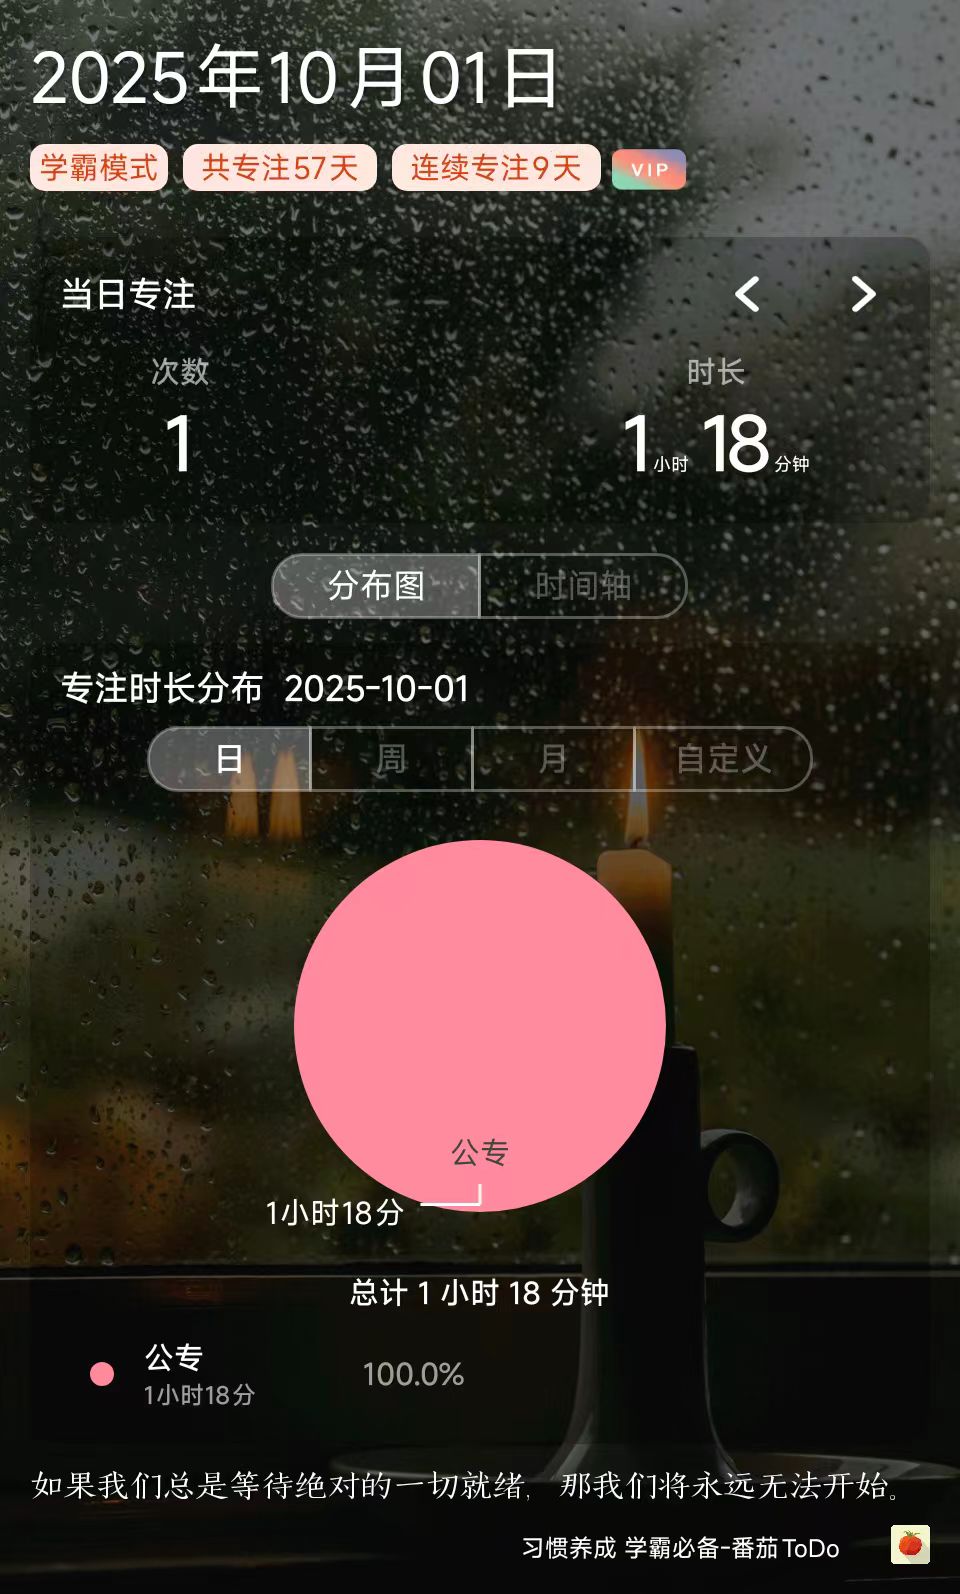 2025年10月01日
学霸模式 共专注57天 连续专注9天 VIP
当日专注
次数 时长
1 1小时 18分钟
分布图 时间轴
专注时长分布 2025-10-01
日 周 月 自定义
公专
1小时18分
总计 1 小时 18 分钟
公专 100.0%
1小时18分
如果我们总是等待绝对的一切就绪，那我们将永远无法开始。
习惯养成 学霸必备-番茄ToDo